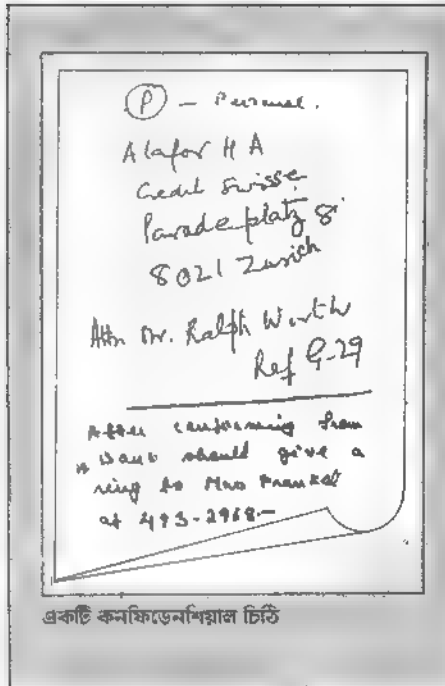 (P) - Personal.
Alafor H A
Credit Suisse
Paradeplatz 8
8021 Zurich
Attn Mr. Ralph Worth
Ref G-29
After confirming from
Bank should give a
ring to Mrs Frankel
at 493-2968-
একটি কনফিডেনশিয়াল চিঠি